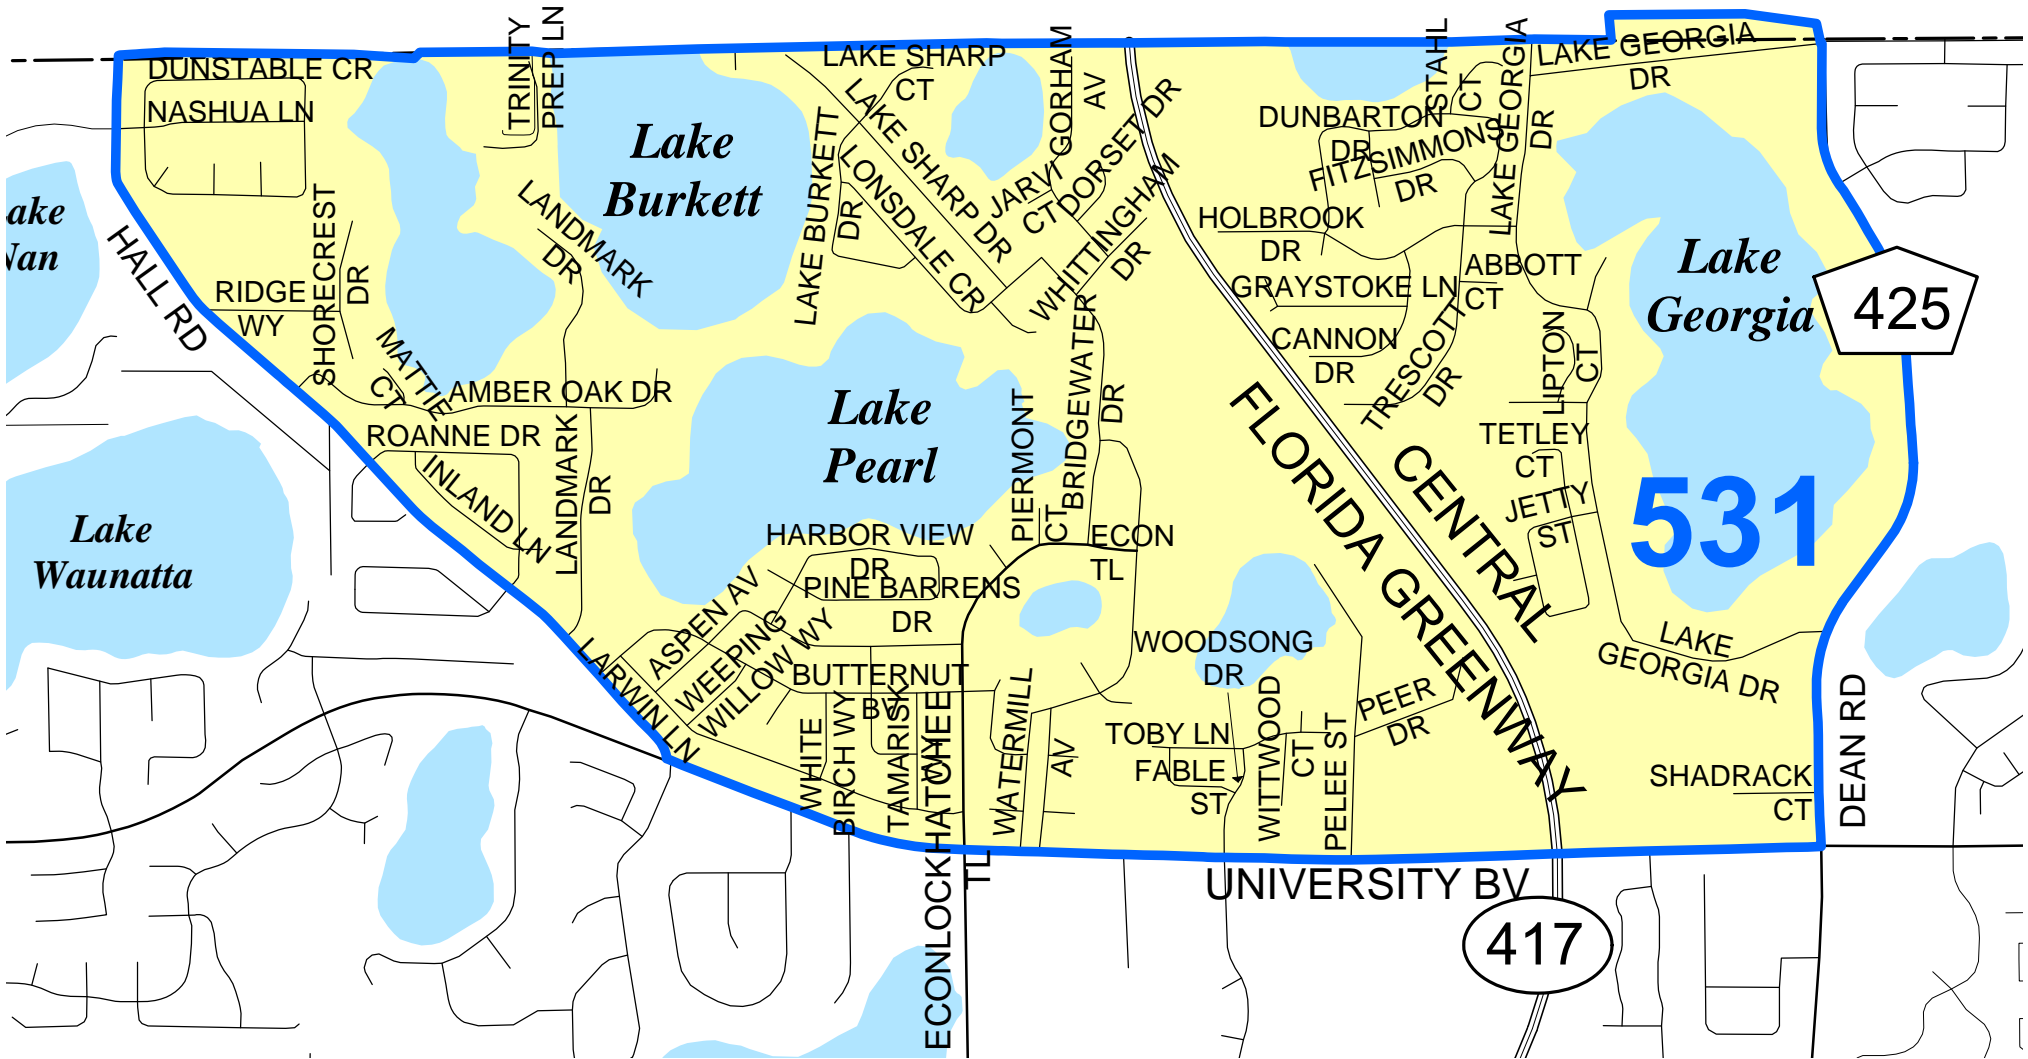 DUNSTABLE CR
NASHUA LN
TRINITY
PREP LN
LAKE SHARP
CT
GORHAM
AV
STAHL
CT
LAKE GEORGIA
DR
LAKE GEORGIA
DR
Lake
Burkett
LAKE BURKETT
DR
LAKE SHARP DR
LONSDALE CR
JARVI
CT
DORSET DR
WHITTINGHAM
DR
DUNBARTON
DR
FITZSIMMONS
DR
HOLBROOK
DR
GRAYSTOKE LN
ABBOTT
CT
CANNON
DR
TRESCOTT
DR
LIPTON
CT
Lake
Georgia
425
ake
Nan
HALL RD
SHORECREST
DR
RIDGE
WY
LANDMARK
DR
MATTIE
CT
AMBER OAK DR
ROANNE DR
INLAND LN
LANDMARK
DR
Lake
Pearl
PIERMONT
CT
BRIDGEWATER
DR
ECON
TL
FLORIDA GREENWAY
CENTRAL
TETLEY
CT
JETTY
ST
531
Lake
Waunatta
HARBOR VIEW
DR
PINE BARRENS
DR
ASPEN AV
WEEPING
WILLOW WY
LARWIN LN
BUTTERNUT
BV
WHITE
BIRCH WY
TAMARISK
WY
ECONLOCKHATCHEE
TL
WATERMILL
AV
WOODSONG
DR
TOBY LN
FABLE
ST
WITTWOOD
CT
PELEE ST
PEER
DR
LAKE
GEORGIA DR
SHADRACK
CT
DEAN RD
UNIVERSITY BV
417
ECONLOCKHATCHEE